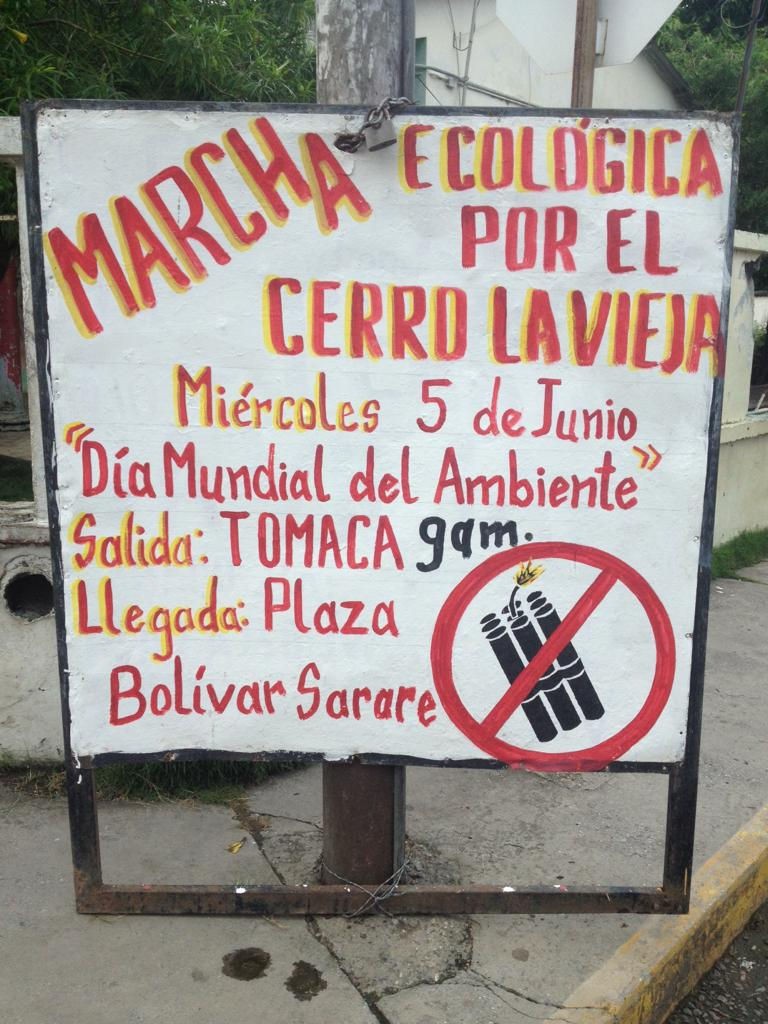 MARCHA ECOLÓGICA
POR EL
CERRO LA VIEJA
Miércoles 5 de Junio
"Día Mundial del Ambiente"
Salida: TOMACA 9am.
Llegada: Plaza
Bolívar Sarare